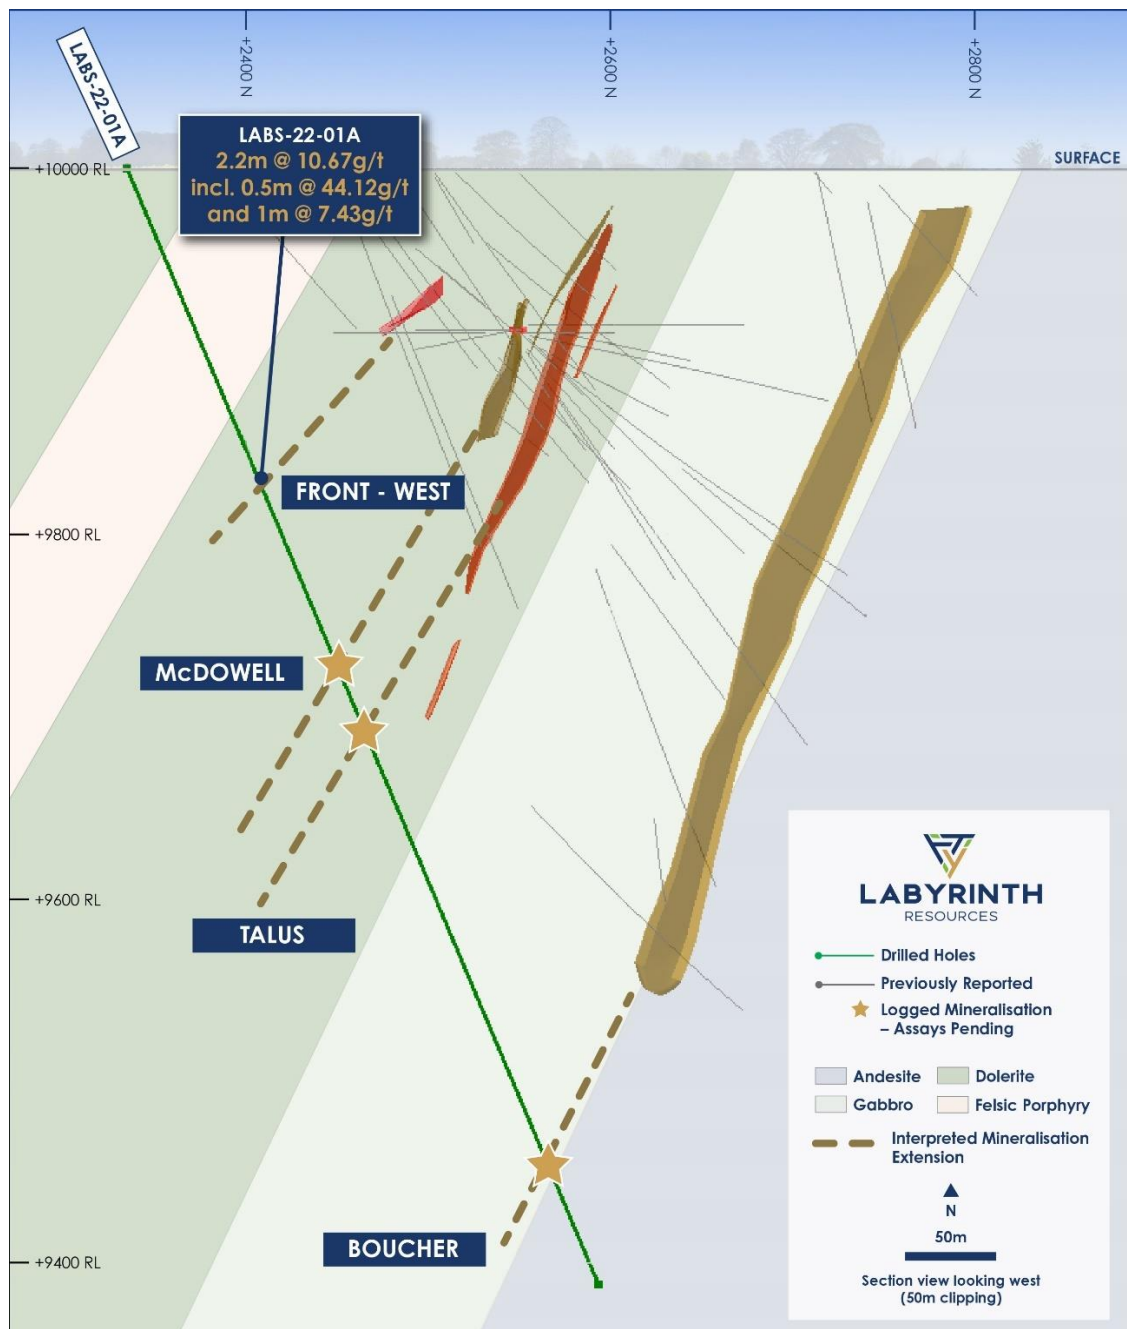 +2400 N
+2600 N
+2800 N
LABS-22-01A
LABS-22-01A
2.2m @ 10.67g/t
incl. 0.5m @ 44.12g/t
and 1m @ 7.43g/t
SURFACE
+10000 RL
FRONT - WEST
+9800 RL
McDOWELL
+9600 RL
TALUS
BOUCHER
+9400 RL
LABYRINTH
RESOURCES
Drilled Holes
Previously Reported
Logged Mineralisation
– Assays Pending
Andesite
Dolerite
Gabbro
Felsic Porphyry
Interpreted Mineralisation
Extension
N
50m
Section view looking west
(50m clipping)